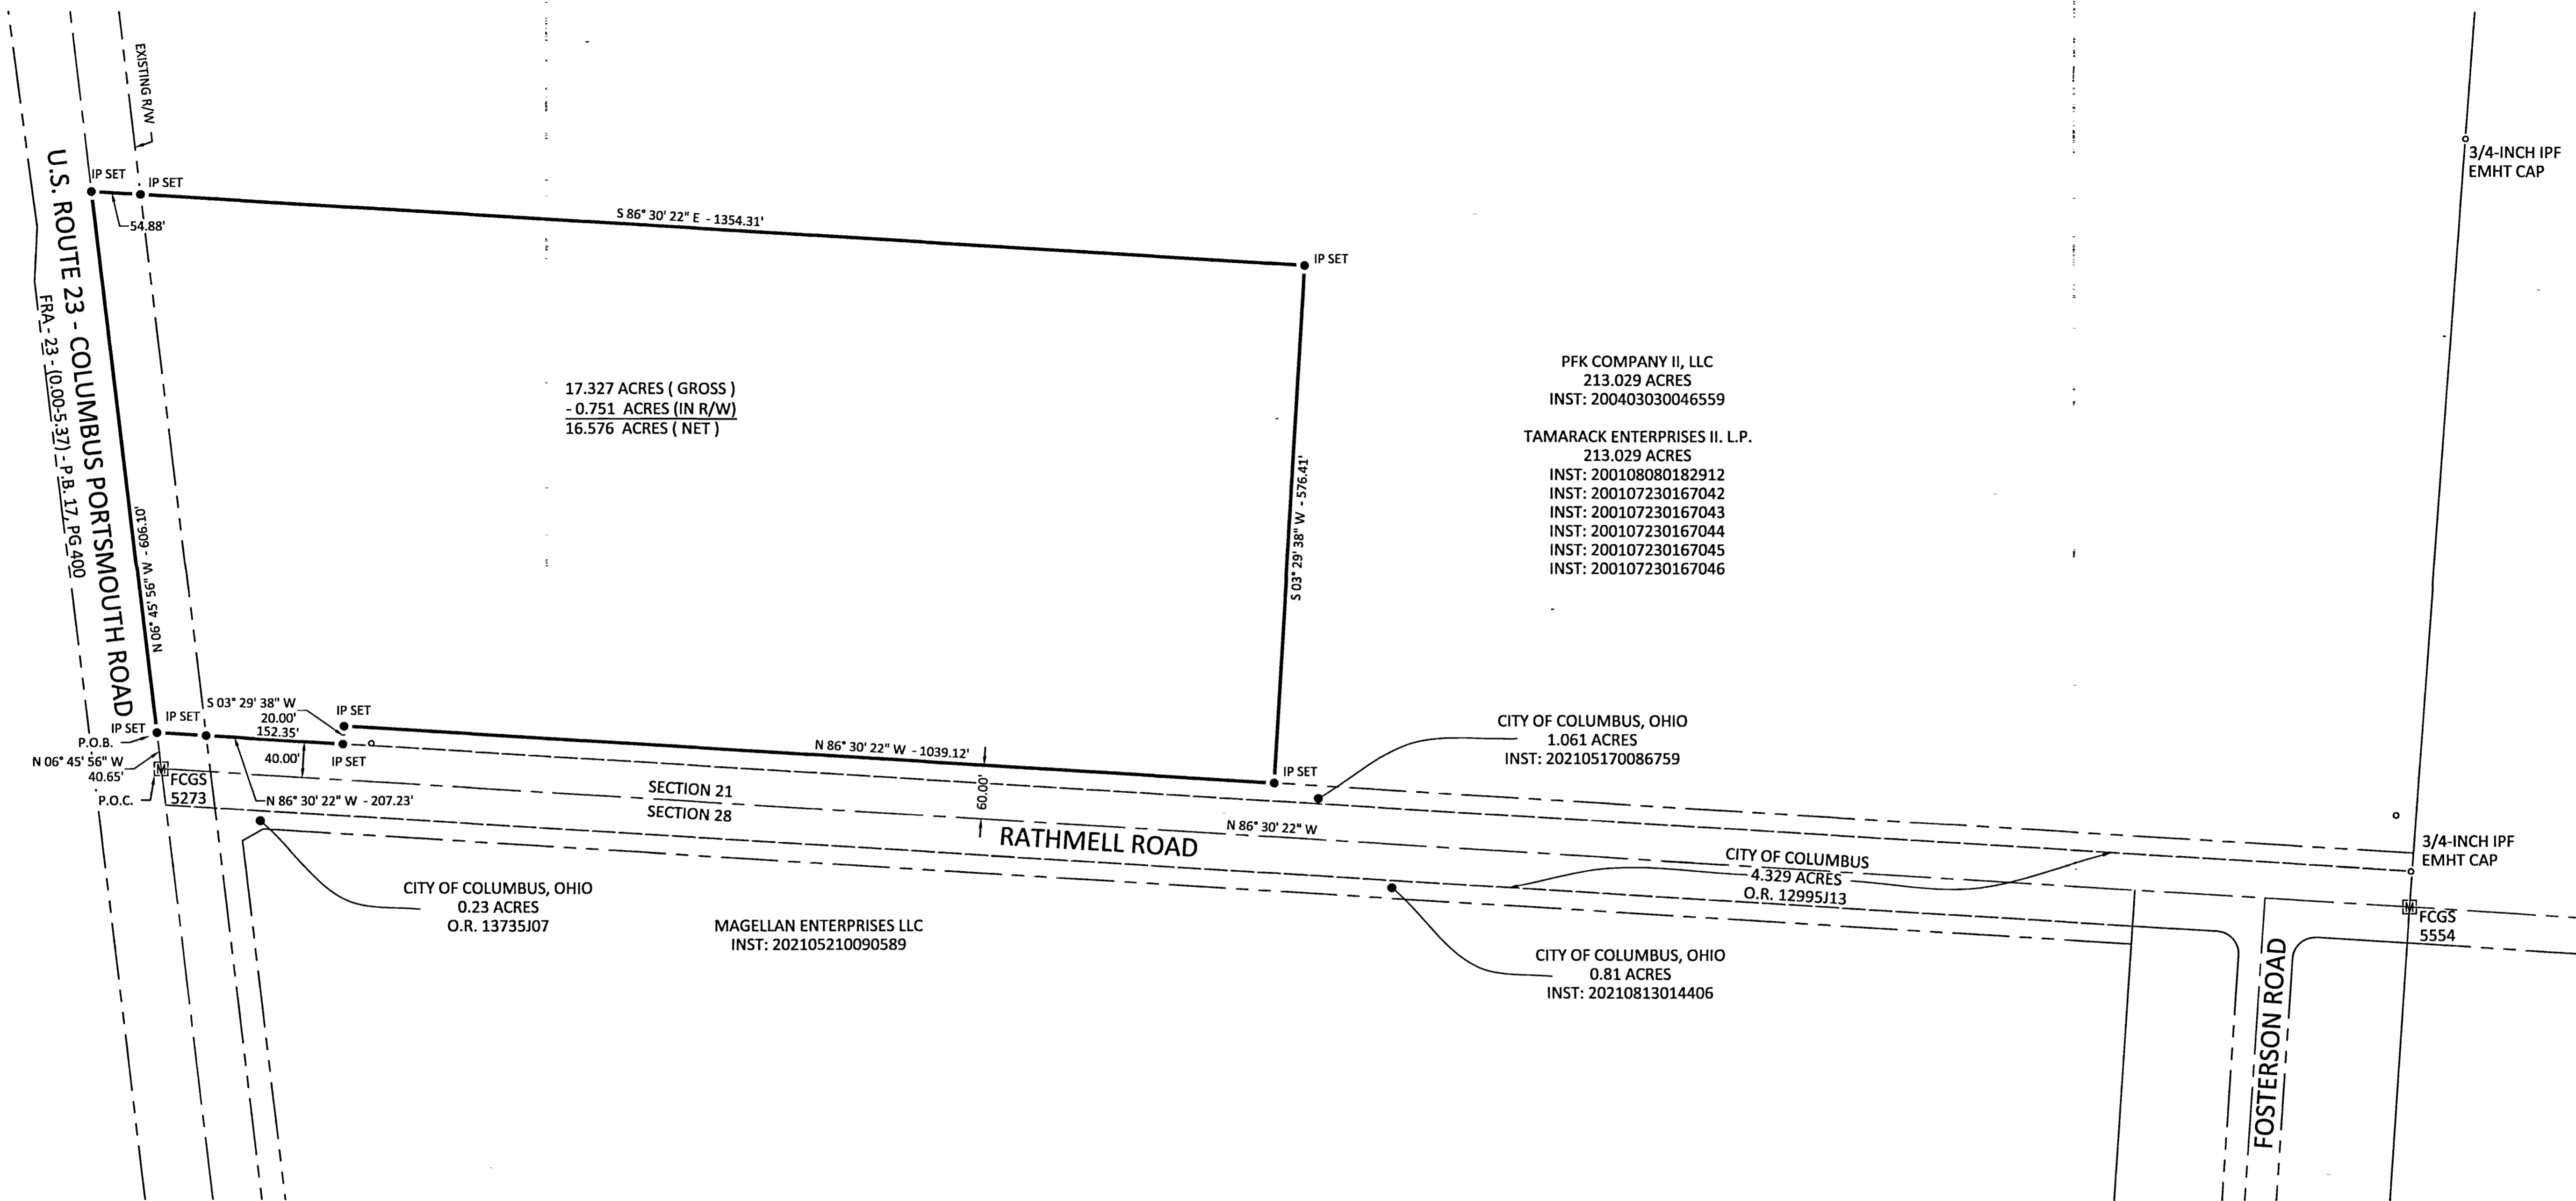 EXISTING R/W
IP SET
IP SET
54.88'
S 86° 30' 22" E - 1354.31'
IP SET
3/4-INCH IPF
EMHT CAP
U.S. ROUTE 23 - COLUMBUS PORTSMOUTH ROAD
FRA - 23 - (0.00-5.37) - P.B. 17, PG 400
N 06° 45' 56" W - 606.10'
17.327 ACRES ( GROSS )
- 0.751 ACRES (IN R/W)
16.576 ACRES ( NET )
S 03° 29' 38" W - 576.41'
PFK COMPANY II, LLC
213.029 ACRES
INST: 200403030046559
TAMARACK ENTERPRISES II. L.P.
213.029 ACRES
INST: 200108080182912
INST: 200107230167042
INST: 200107230167043
INST: 200107230167044
INST: 200107230167045
INST: 200107230167046
S 03° 29' 38" W
20.00'
152.35'
IP SET
IP SET
IP SET
P.O.B.
N 06° 45' 56" W
40.65'
P.O.C.
M
FCGS
5273
40.00'
IP SET
N 86° 30' 22" W - 207.23'
N 86° 30' 22" W - 1039.12'
60.00'
IP SET
SECTION 21
SECTION 28
RATHMELL ROAD
N 86° 30' 22" W
CITY OF COLUMBUS, OHIO
1.061 ACRES
INST: 202105170086759
CITY OF COLUMBUS
4.329 ACRES
O.R. 12995J13
3/4-INCH IPF
EMHT CAP
M
FCGS
5554
CITY OF COLUMBUS, OHIO
0.23 ACRES
O.R. 13735J07
MAGELLAN ENTERPRISES LLC
INST: 202105210090589
CITY OF COLUMBUS, OHIO
0.81 ACRES
INST: 20210813014406
FOSTERSON ROAD